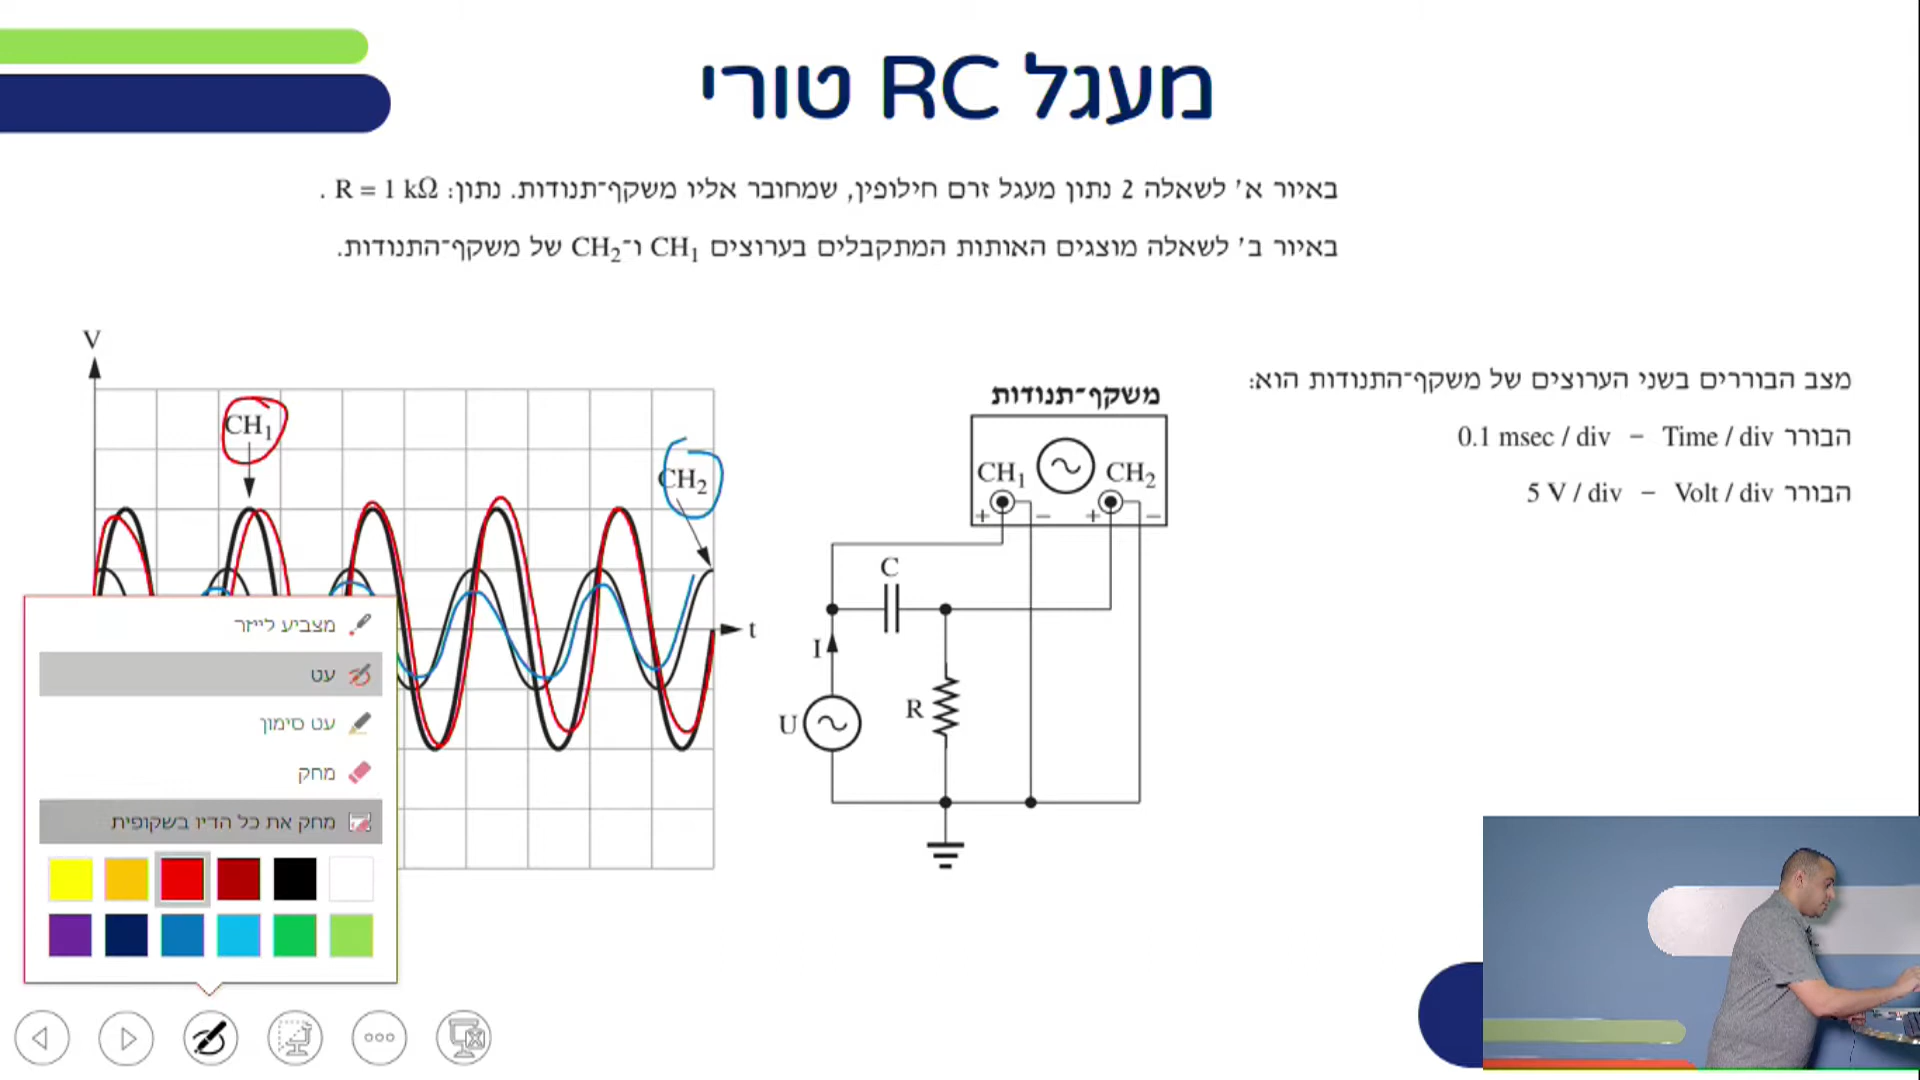 מעגל RC טורי
באיור א' לשאלה 2 נתון מעגל זרם חילופין, שמחובר אליו משקף־תנודות. נתון: R = 1 kΩ .
באיור ב' לשאלה מוצגים האותות המתקבלים בערוצים CH₁ ו־CH₂ של משקף־התנודות.
מצב הבוררים בשני הערוצים של משקף־התנודות הוא:
הבורר Time / div – 0.1 msec / div
הבורר Volt / div – 5 V / div
משקף־תנודות
CH₁ CH₂
+ − + −
C
I
R
U
V
CH₁
CH₂
t
מצביע לייזר
עט
עט סימון
מחק
מחק את כל הדיו בשקופית